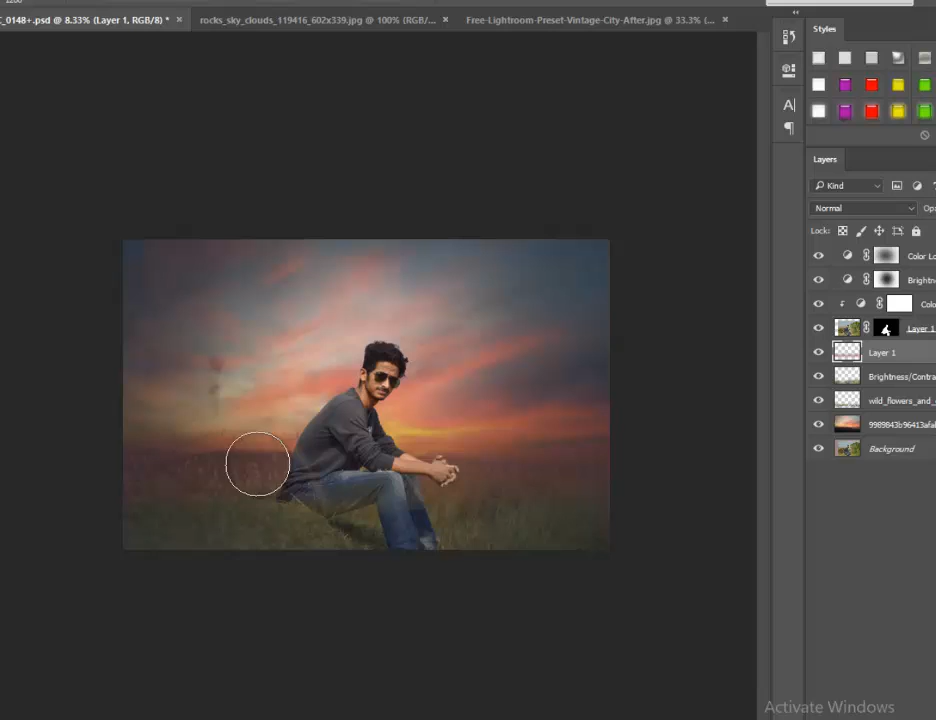 C_0148+.psd @ 8.33% (Layer 1, RGB/8) *
rocks_sky_clouds_119416_602x339.jpg @ 100% (RGB/...
Free-Lightroom-Preset-Vintage-City-After.jpg @ 33.3% (...
Styles
Layers
Kind
Normal
Op
Lock:
Color Lo
Brightn
Colo
Layer 1
Layer 1
Brightness/Contra
wild_flowers_and_
9989843b96413afa
Background
Activate Windows